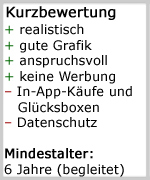 Kurzbewertung
+ realistisch
+ gute Grafik
+ anspruchsvoll
+ keine Werbung
– In-App-Käufe und
Glücksboxen
– Datenschutz
Mindestalter:
6 Jahre (begleitet)